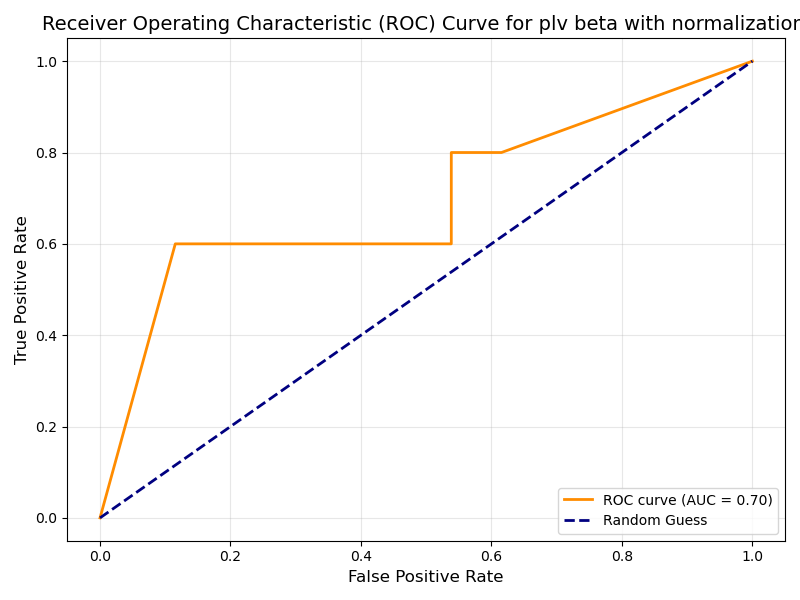 Receiver Operating Characteristic (ROC) Curve for plv beta with normalization
1.0
0.8
0.6
0.4
0.2
0.0
True Positive Rate
0.0 0.2 0.4 0.6 0.8 1.0
False Positive Rate
ROC curve (AUC = 0.70)
Random Guess